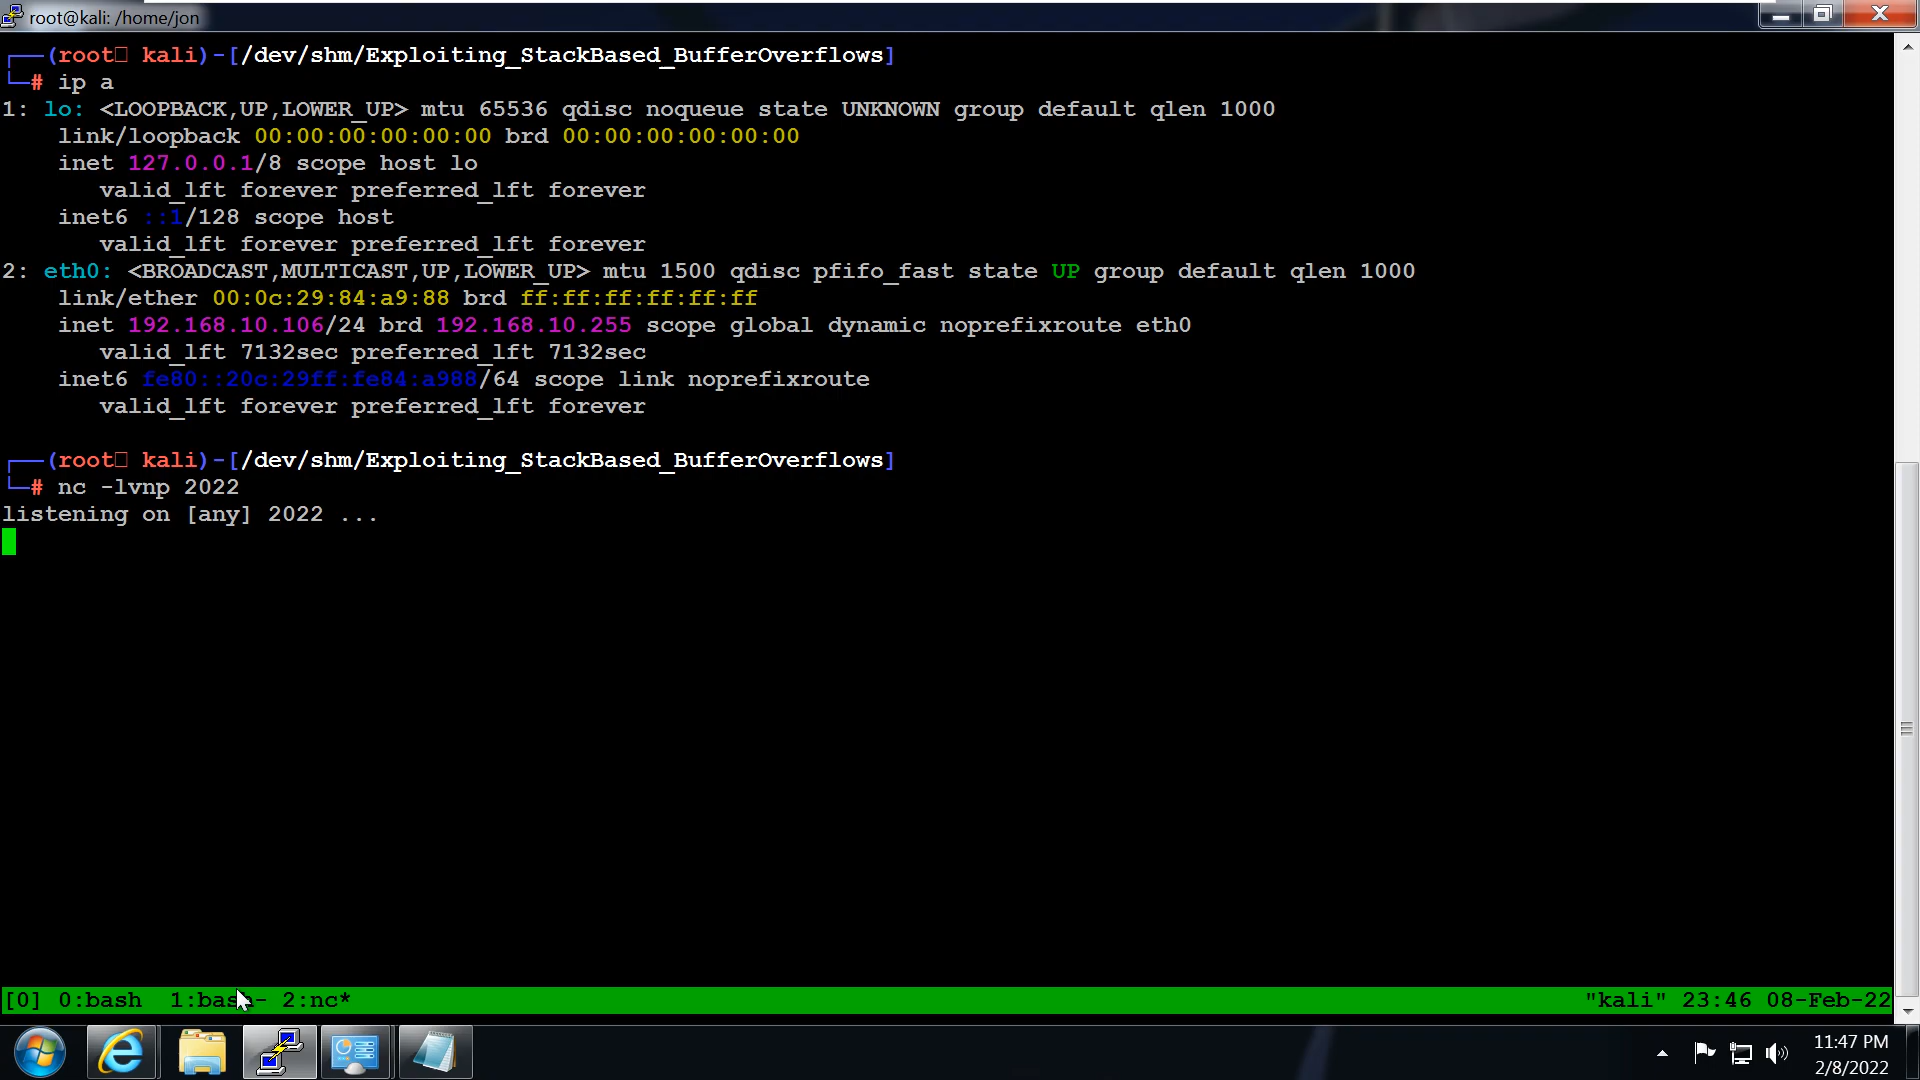 root@kali: /home/jon
┌──(root□ kali)-[/dev/shm/Exploiting_StackBased_BufferOverflows]
└─# ip a
1: lo: <LOOPBACK,UP,LOWER_UP> mtu 65536 qdisc noqueue state UNKNOWN group default qlen 1000
    link/loopback 00:00:00:00:00:00 brd 00:00:00:00:00:00
    inet 127.0.0.1/8 scope host lo
       valid_lft forever preferred_lft forever
    inet6 ::1/128 scope host
       valid_lft forever preferred_lft forever
2: eth0: <BROADCAST,MULTICAST,UP,LOWER_UP> mtu 1500 qdisc pfifo_fast state UP group default qlen 1000
    link/ether 00:0c:29:84:a9:88 brd ff:ff:ff:ff:ff:ff
    inet 192.168.10.106/24 brd 192.168.10.255 scope global dynamic noprefixroute eth0
       valid_lft 7132sec preferred_lft 7132sec
    inet6 fe80::20c:29ff:fe84:a988/64 scope link noprefixroute
       valid_lft forever preferred_lft forever
┌──(root□ kali)-[/dev/shm/Exploiting_StackBased_BufferOverflows]
└─# nc -lvnp 2022
listening on [any] 2022 ...
[0] 0:bash  1:bash- 2:nc* "kali" 23:46 08-Feb-22
11:47 PM
2/8/2022